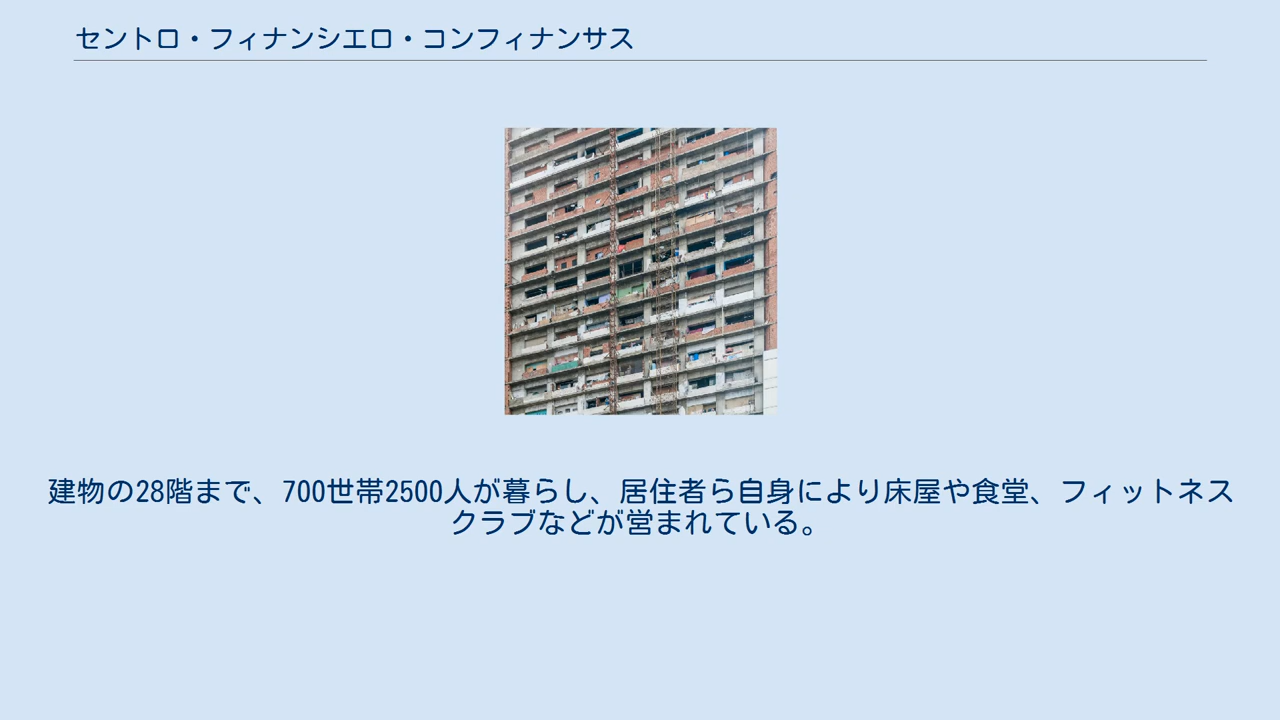 セントロ・フィナンシエロ・コンフィナンサス
建物の28階まで、700世帯2500人が暮らし、居住者ら自身により床屋や食堂、フィットネス
クラブなどが営まれている。